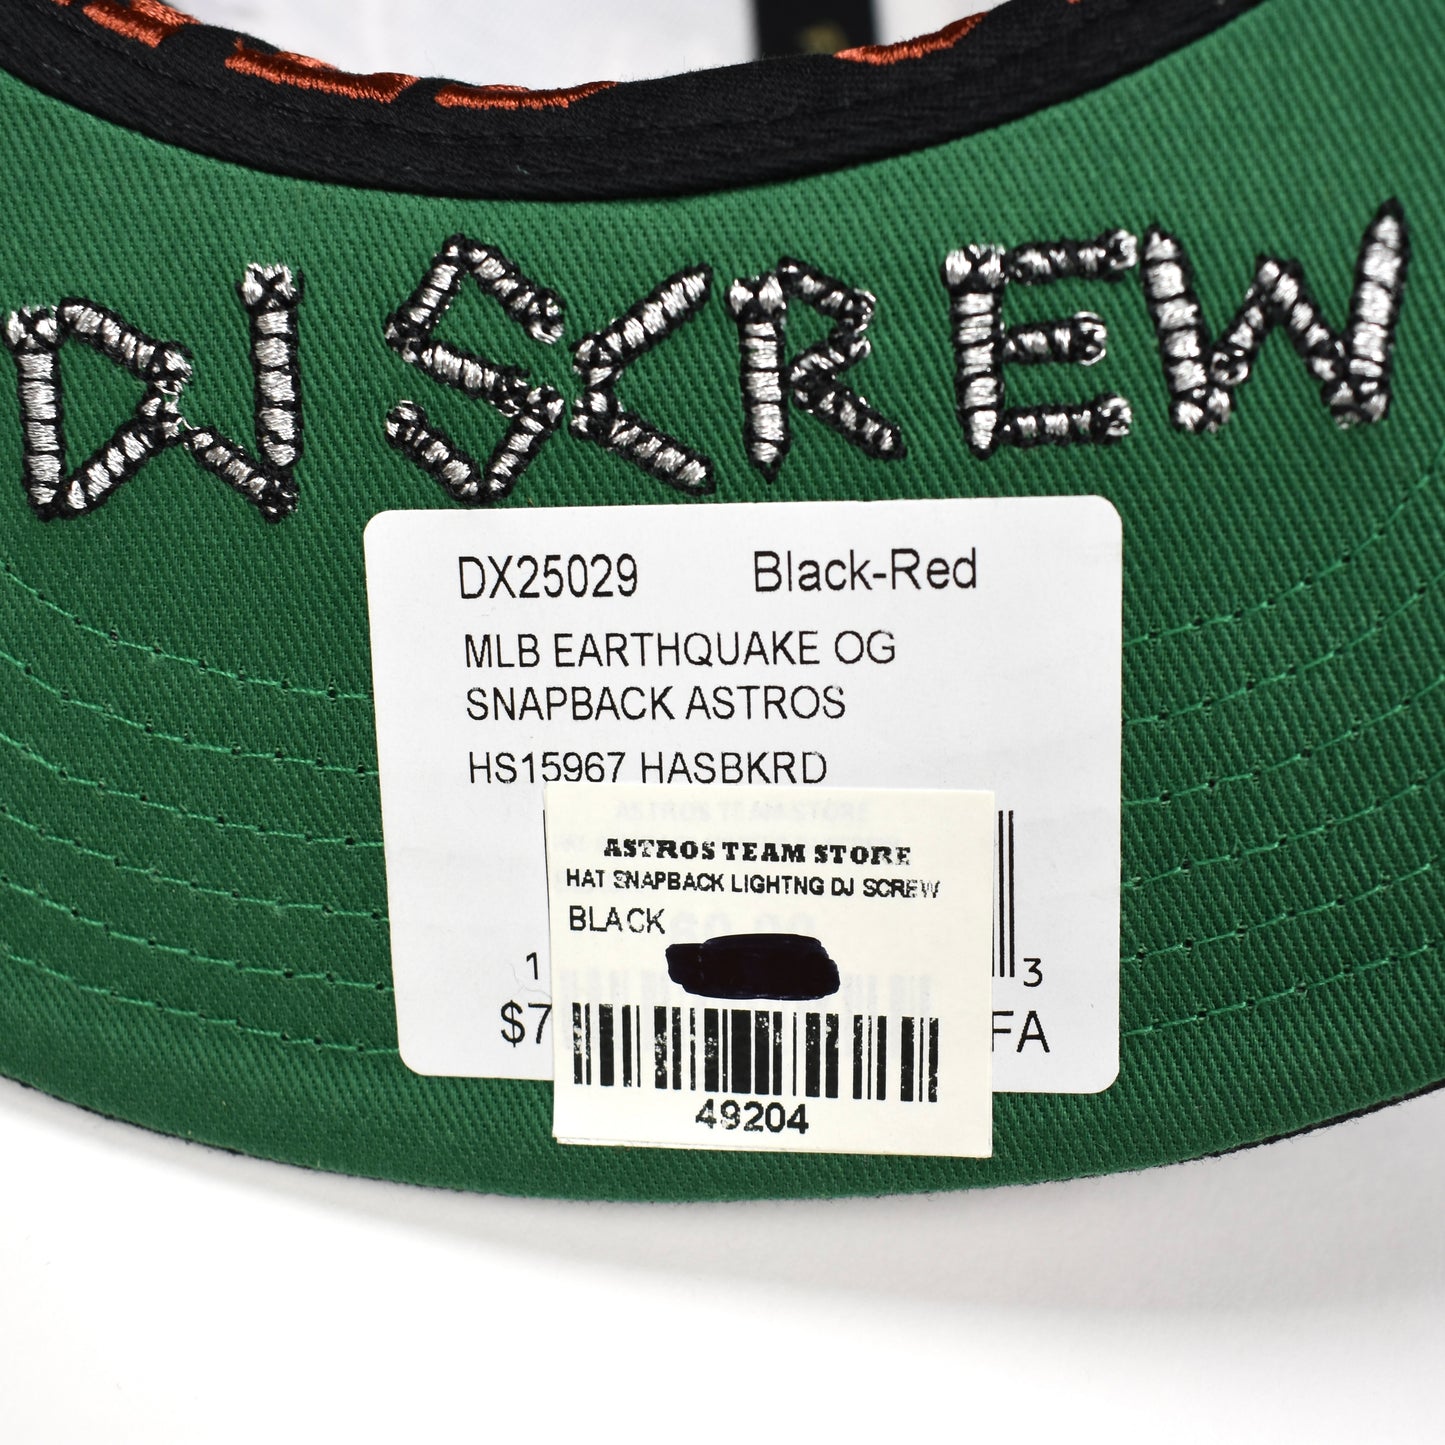 DJ SCREW
DX25029 Black-Red
MLB EARTHQUAKE OG
SNAPBACK ASTROS
HS15967 HASBKRD
ASTROS TEAM STORE
HAT SNAPBACK LIGHTNG DJ SCREW
BLACK
1 3
$7 FA
49204